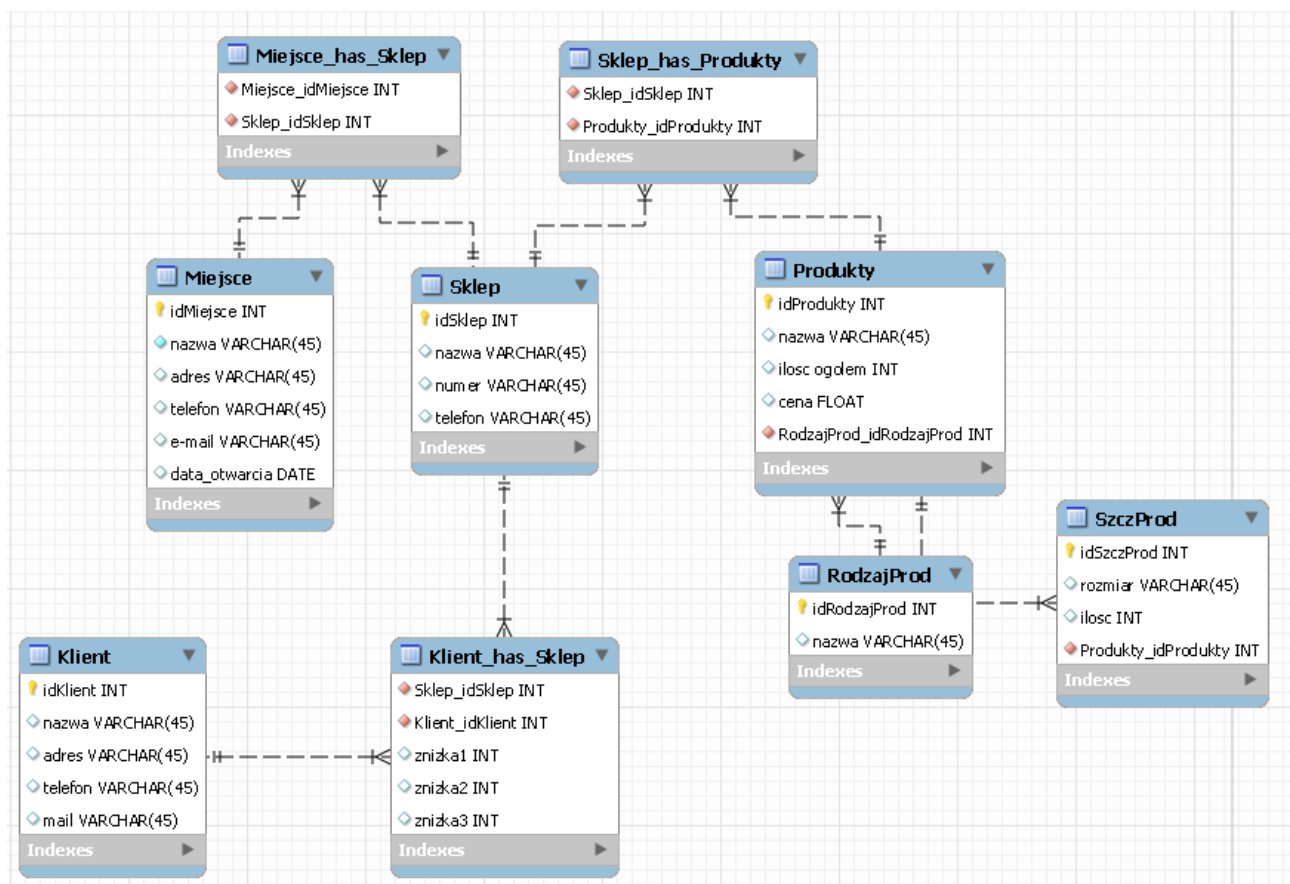 Miejsce_has_Sklep
Miejsce_idMiejsce INT
Sklep_idSklep INT
Indexes
Sklep_has_Produkty
Sklep_idSklep INT
Produkty_idProdukty INT
Indexes
Miejsce
idMiejsce INT
nazwa VARCHAR(45)
adres VARCHAR(45)
telefon VARCHAR(45)
e-mail VARCHAR(45)
data_otwarcia DATE
Indexes
Sklep
idSklep INT
nazwa VARCHAR(45)
numer VARCHAR(45)
telefon VARCHAR(45)
Indexes
Produkty
idProdukty INT
nazwa VARCHAR(45)
ilosc ogolem INT
cena FLOAT
RodzajProd_idRodzajProd INT
Indexes
RodzajProd
idRodzajProd INT
nazwa VARCHAR(45)
Indexes
SzczProd
idSzczProd INT
rozmiar VARCHAR(45)
ilosc INT
Produkty_idProdukty INT
Indexes
Klient
idKlient INT
nazwa VARCHAR(45)
adres VARCHAR(45)
telefon VARCHAR(45)
mail VARCHAR(45)
Indexes
Klient_has_Sklep
Sklep_idSklep INT
Klient_idKlient INT
znizka1 INT
znizka2 INT
znizka3 INT
Indexes